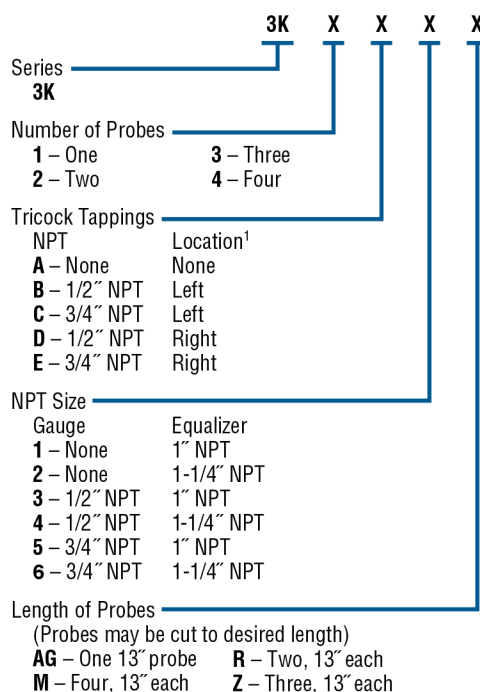 3K X X X X
Series
3K
Number of Probes
1 – One 3 – Three
2 – Two 4 – Four
Tricock Tappings
NPT Location¹
A – None None
B – 1/2˝ NPT Left
C – 3/4˝ NPT Left
D – 1/2˝ NPT Right
E – 3/4˝ NPT Right
NPT Size
Gauge Equalizer
1 – None 1˝ NPT
2 – None 1-1/4˝ NPT
3 – 1/2˝ NPT 1˝ NPT
4 – 1/2˝ NPT 1-1/4˝ NPT
5 – 3/4˝ NPT 1˝ NPT
6 – 3/4˝ NPT 1-1/4˝ NPT
Length of Probes
(Probes may be cut to desired length)
AG – One 13˝ probe R – Two, 13˝ each
M – Four, 13˝ each Z – Three, 13˝ each